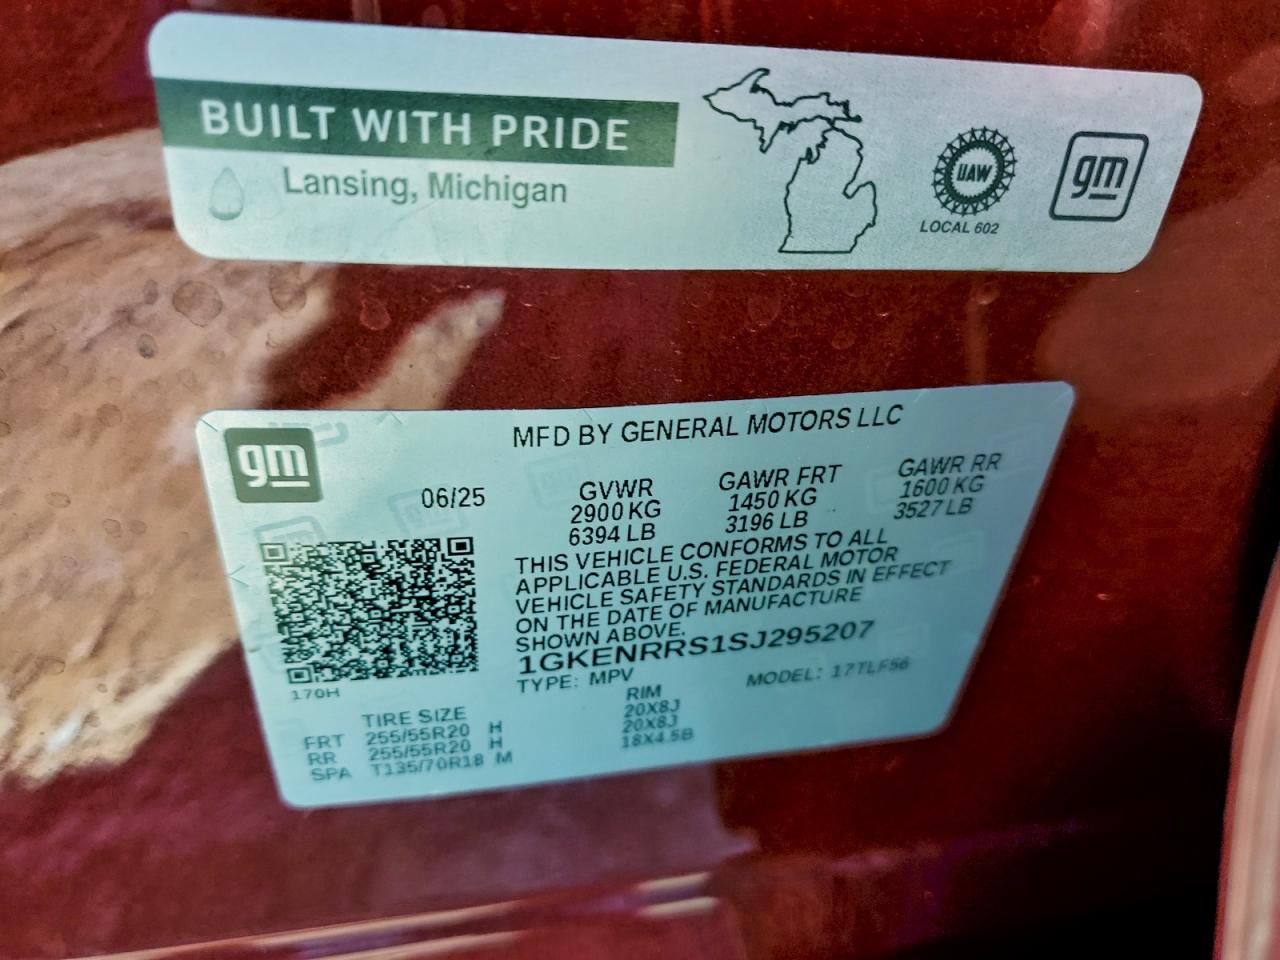 BUILT WITH PRIDE
Lansing, Michigan
UAW
LOCAL 602
gm
gm
MFD BY GENERAL MOTORS LLC
06/25
GVWR
2900 KG
6394 LB
GAWR FRT
1450 KG
3196 LB
GAWR RR
1600 KG
3527 LB
THIS VEHICLE CONFORMS TO ALL
APPLICABLE U.S. FEDERAL MOTOR
VEHICLE SAFETY STANDARDS IN EFFECT
ON THE DATE OF MANUFACTURE
SHOWN ABOVE.
1GKENRRS1SJ295207
TYPE: MPV MODEL: 17TLF56
170H
TIRE SIZE RIM
FRT 255/55R20 H 20X8J
RR 255/55R20 H 20X8J
SPA T135/70R18 M 18X4.5B